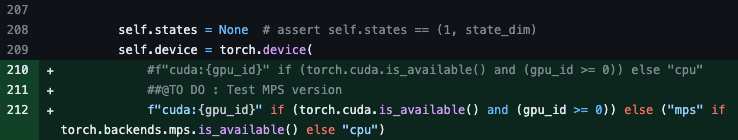 207
208 self.states = None # assert self.states == (1, state_dim)
209 self.device = torch.device(
210 + #f"cuda:{gpu_id}" if (torch.cuda.is_available() and (gpu_id >= 0)) else "cpu"
211 + ##@TO DO : Test MPS version
212 + f"cuda:{gpu_id}" if (torch.cuda.is_available() and (gpu_id >= 0)) else ("mps" if
torch.backends.mps.is_available() else "cpu")